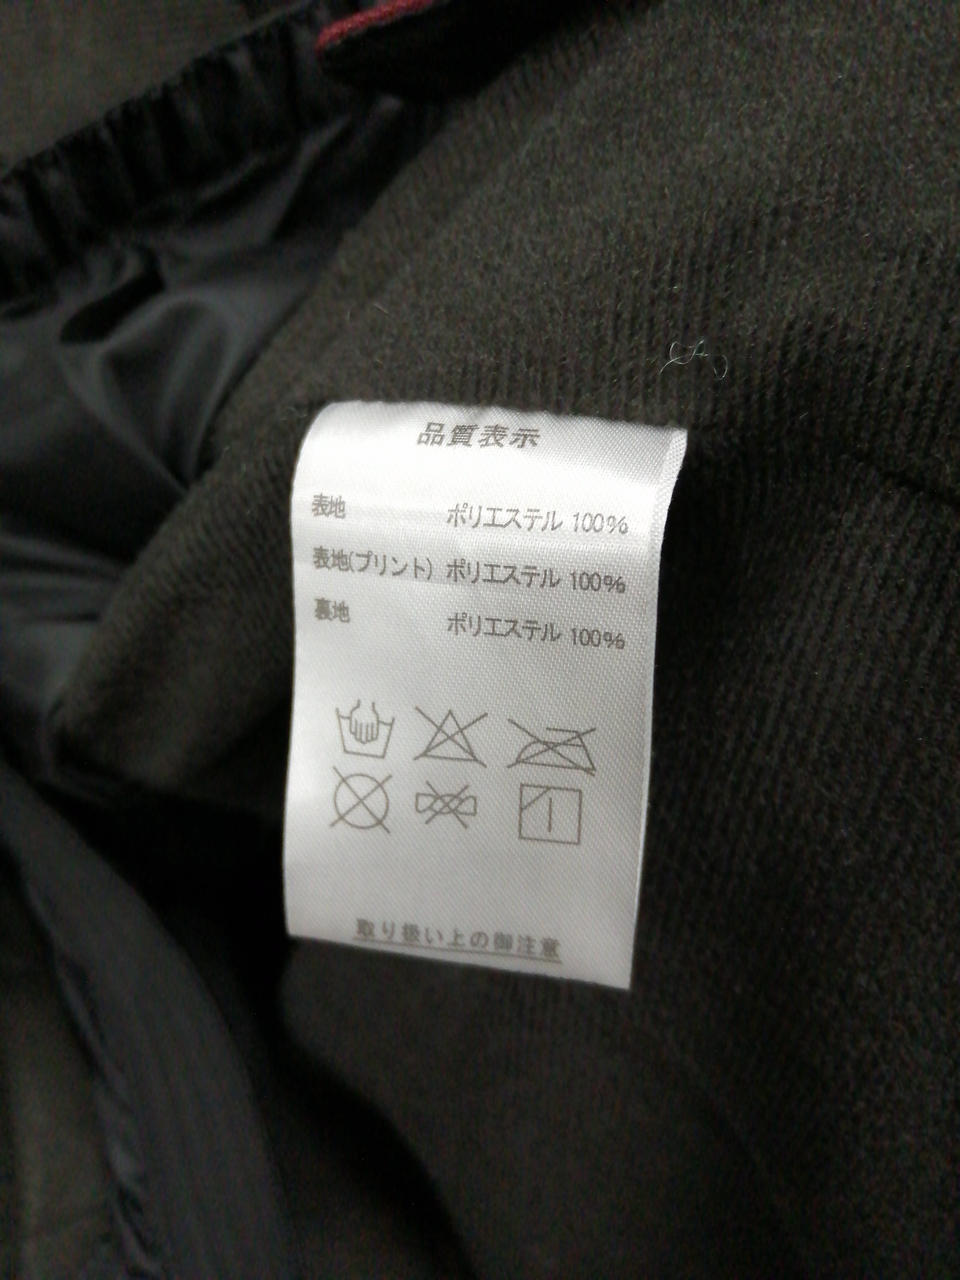 品質表示
表地 ポリエステル 100%
表地(プリント) ポリエステル 100%
裏地 ポリエステル 100%
取り扱い上の御注意